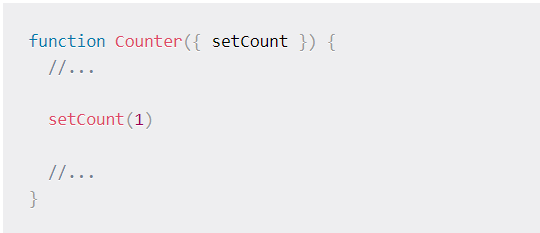 function Counter({ setCount }) {
//...
setCount(1)
//...
}